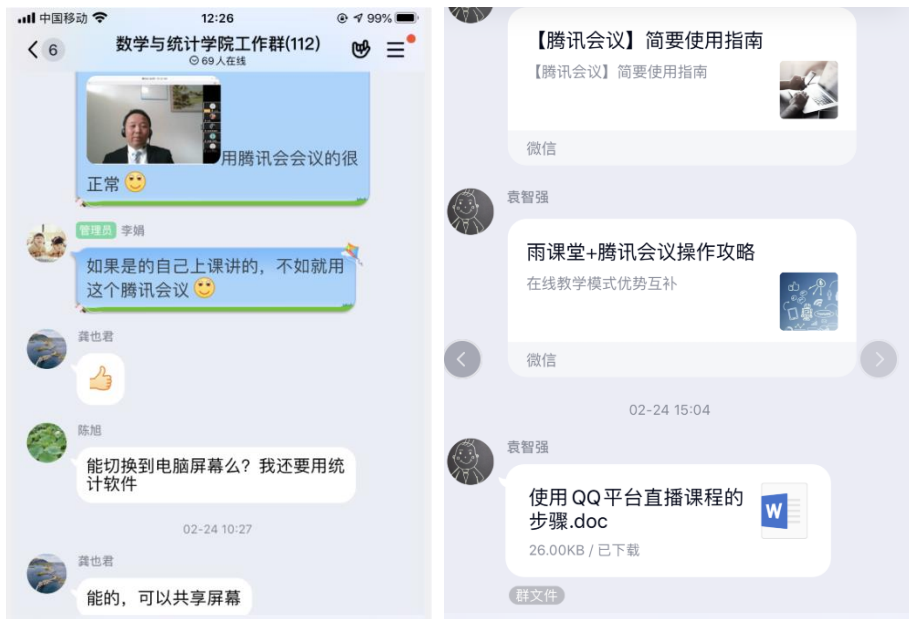 中国移动
12:26
99%
6
数学与统计学院工作群(112)
69人在线
用腾讯会会议的很
正常
管理员 李娟
如果是的自己上课讲的，不如就用
这个腾讯会议
龚也君
陈旭
能切换到电脑屏幕么？我还要用统
计软件
02-24 10:27
龚也君
能的，可以共享屏幕
【腾讯会议】简要使用指南
【腾讯会议】简要使用指南
微信
袁智强
雨课堂+腾讯会议操作攻略
在线教学模式优势互补
微信
02-24 15:04
袁智强
使用QQ平台直播课程的
步骤.doc
W
26.00KB / 已下载
群文件